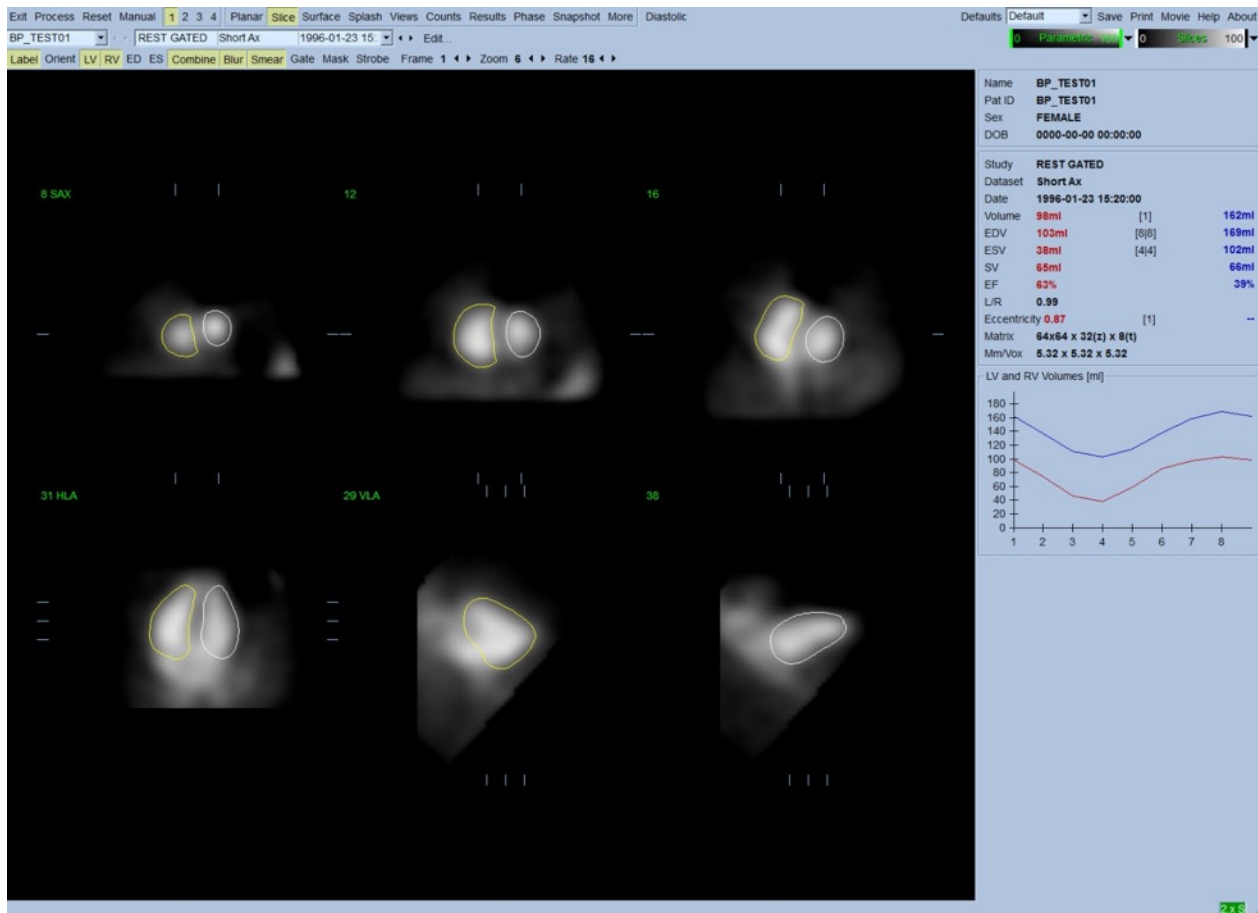 Exit Process Reset Manual 1 2 3 4 Planar Slice Surface Splash Views Counts Results Phase Snapshot More Diastolic Defaults Default Save Print Movie Help About
BP_TEST01 REST GATED Short Ax 1996-01-23 15: Edit... 0 Parametric 0 Slices 100
Label Orient LV RV ED ES Combine Blur Smear Gate Mask Strobe Frame 1 Zoom 6 Rate 16
Name BP_TEST01
Pat ID BP_TEST01
Sex FEMALE
DOB 0000-00-00 00:00:00
Study REST GATED
Dataset Short Ax
Date 1996-01-23 15:20:00
Volume 98ml [1] 162ml
EDV 103ml [8|8] 169ml
ESV 38ml [4|4] 102ml
SV 65ml 66ml
EF 63% 39%
L/R 0.99
Eccentricity 0.87 [1] --
Matrix 64x64 x 32(z) x 8(t)
Mm/Vox 5.32 x 5.32 x 5.32
LV and RV Volumes [ml]
180
160
140
120
100
80
60
40
20
0
1 2 3 4 5 6 7 8
8 SAX 12 16
31 HLA 29 VLA 38
2 x S